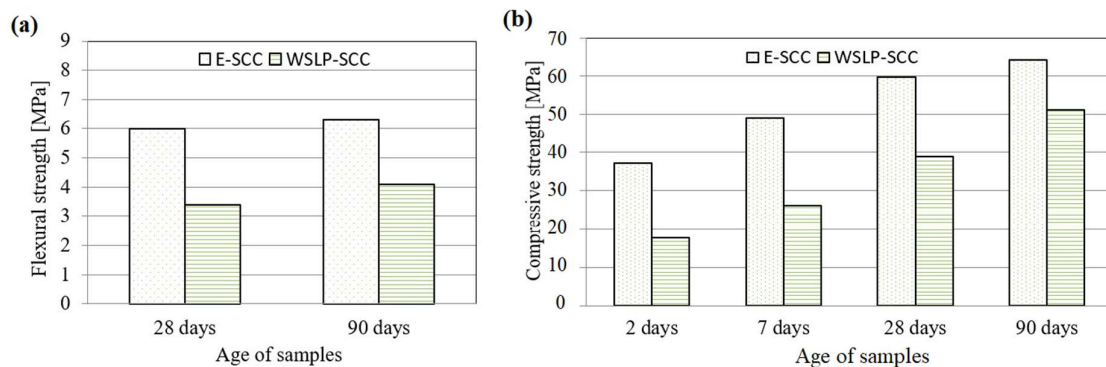 (a)
9
8
7
6
5
4
3
2
1
0
Flexural strength [MPa]
E-SCC WSLP-SCC
28 days 90 days
Age of samples
(b)
70
60
50
40
30
20
10
0
Compressive strength [MPa]
E-SCC WSLP-SCC
2 days 7 days 28 days 90 days
Age of samples